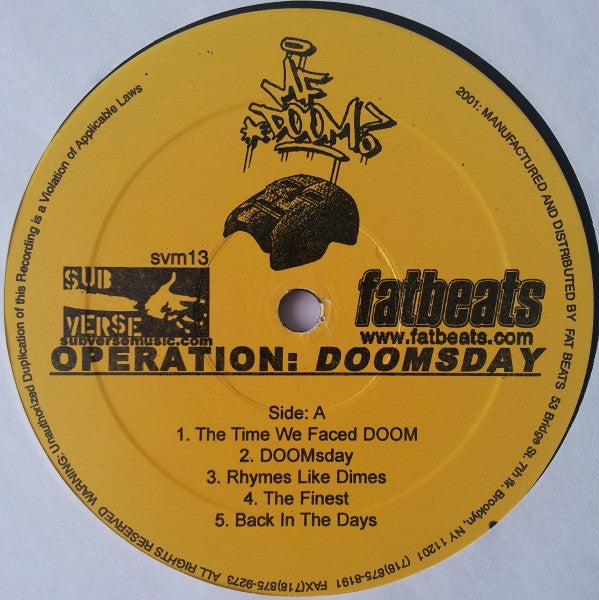 MF
DOOM!
svm13
SUB
VERSE
subversemusic.com
fatbeats
www.fatbeats.com
OPERATION: DOOMSDAY
Side: A
1. The Time We Faced DOOM
2. DOOMsday
3. Rhymes Like Dimes
4. The Finest
5. Back In The Days
2001: MANUFACTURED AND DISTRIBUTED BY FAT BEATS 53 Bridge St. 7th flr. Brooklyn, NY 11201 (718)875-8191 FAX(718)875-9273 ALL RIGHTS RESERVED WARNING: Unauthorized Duplication of this Recording is a Violation of Applicable Laws